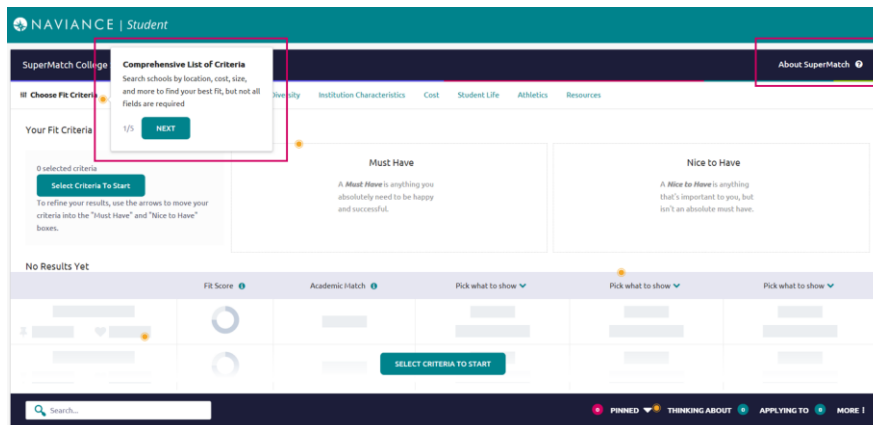 NAVIANCE | Student
SuperMatch College
About SuperMatch ?
Comprehensive List of Criteria
Search schools by location, cost, size,
and more to find your best fit, but not all
fields are required
1/5 NEXT
Choose Fit Criteria
Diversity Institution Characteristics Cost Student Life Athletics Resources
Your Fit Criteria
0 selected criteria
Select Criteria To Start
To refine your results, use the arrows to move your
criteria into the "Must Have" and "Nice to Have"
boxes.
Must Have
A Must Have is anything you
absolutely need to be happy
and successful.
Nice to Have
A Nice to Have is anything
that's important to you, but
isn't an absolute must have.
No Results Yet
Fit Score i Academic Match i Pick what to show Pick what to show Pick what to show
SELECT CRITERIA TO START
Search...
0 PINNED THINKING ABOUT 0 APPLYING TO 0 MORE